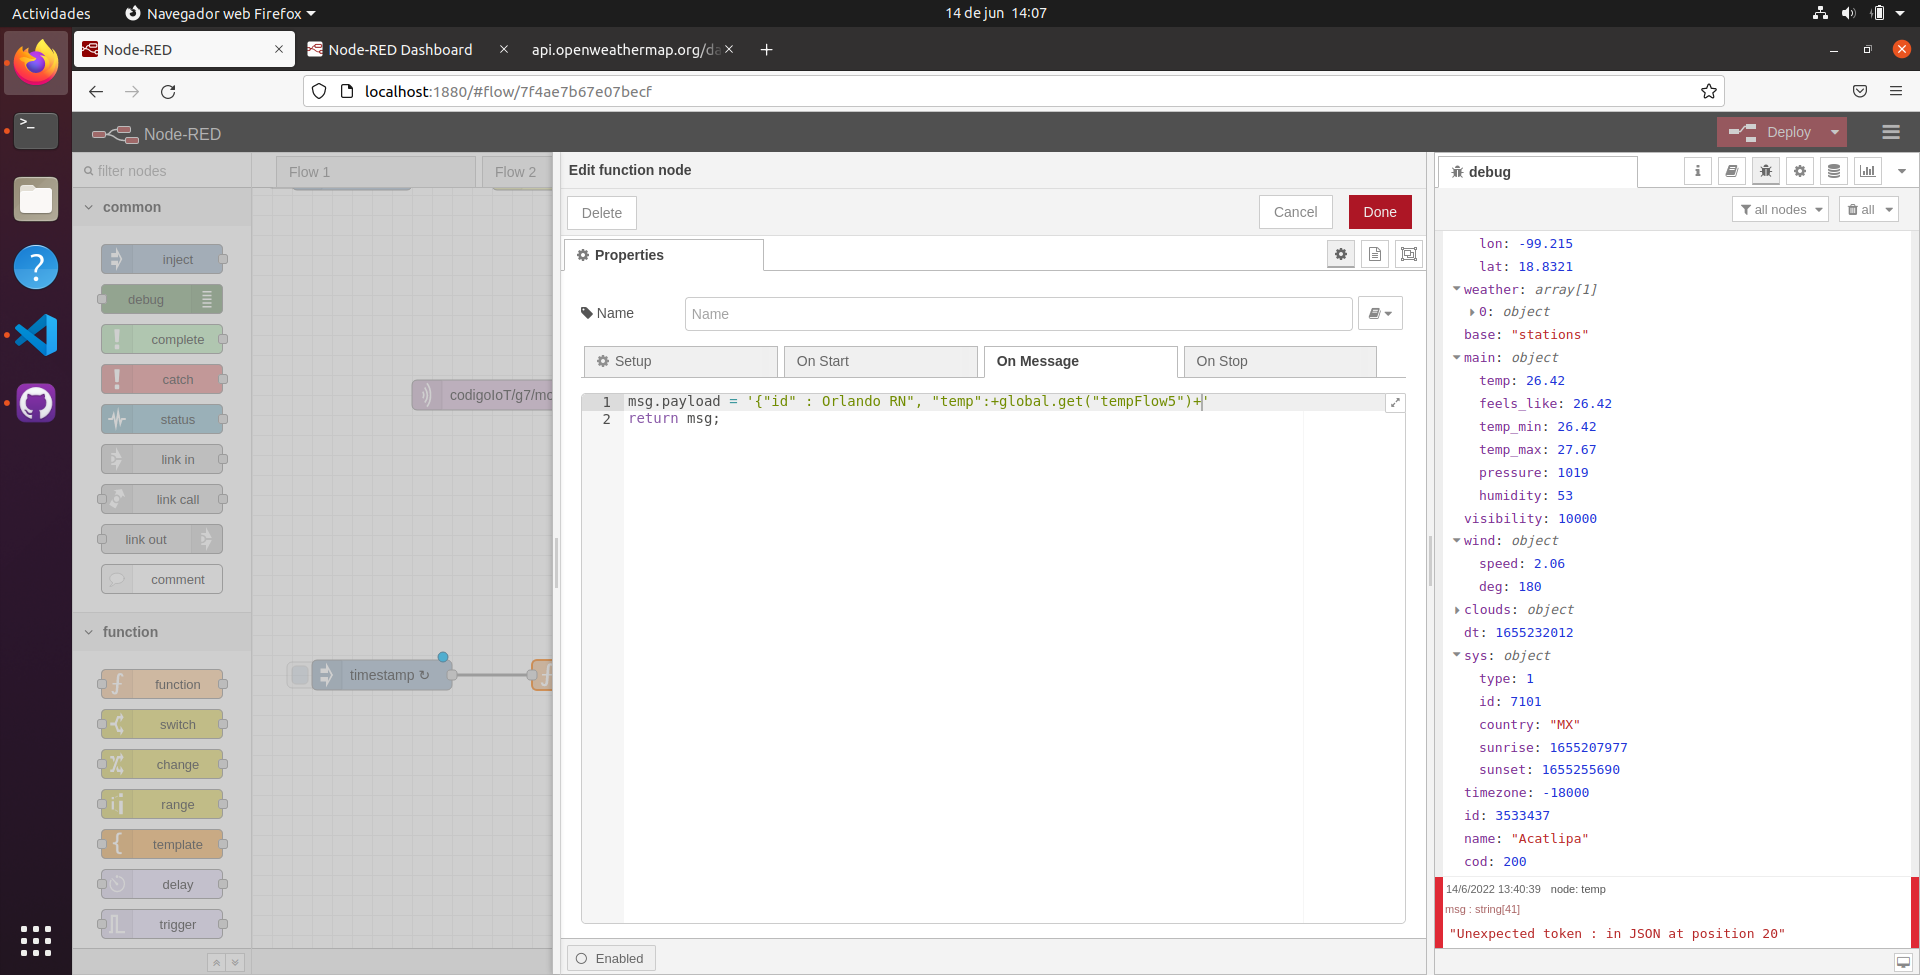 Actividades
Navegador web Firefox
14 de jun 14:07
Node-RED
Node-RED Dashboard
api.openweathermap.org/da
localhost:1880/#flow/7f4ae7b67e07becf
Node-RED
Deploy
filter nodes
Flow 1
Flow 2
Edit function node
debug
Delete
Cancel
Done
all nodes
all
common
inject
debug
complete
catch
status
link in
link call
link out
comment
function
function
switch
change
range
template
delay
trigger
codigoIoT/g7/mo
timestamp ↻
Properties
Name
Name
Setup
On Start
On Message
On Stop
1 msg.payload = '{"id" : Orlando RN", "temp":+global.get("tempFlow5")+'
2 return msg;
Enabled
lon: -99.215
lat: 18.8321
weather: array[1]
0: object
base: "stations"
main: object
temp: 26.42
feels_like: 26.42
temp_min: 26.42
temp_max: 27.67
pressure: 1019
humidity: 53
visibility: 10000
wind: object
speed: 2.06
deg: 180
clouds: object
dt: 1655232012
sys: object
type: 1
id: 7101
country: "MX"
sunrise: 1655207977
sunset: 1655255690
timezone: -18000
id: 3533437
name: "Acatlipa"
cod: 200
14/6/2022 13:40:39 node: temp
msg : string[41]
"Unexpected token : in JSON at position 20"